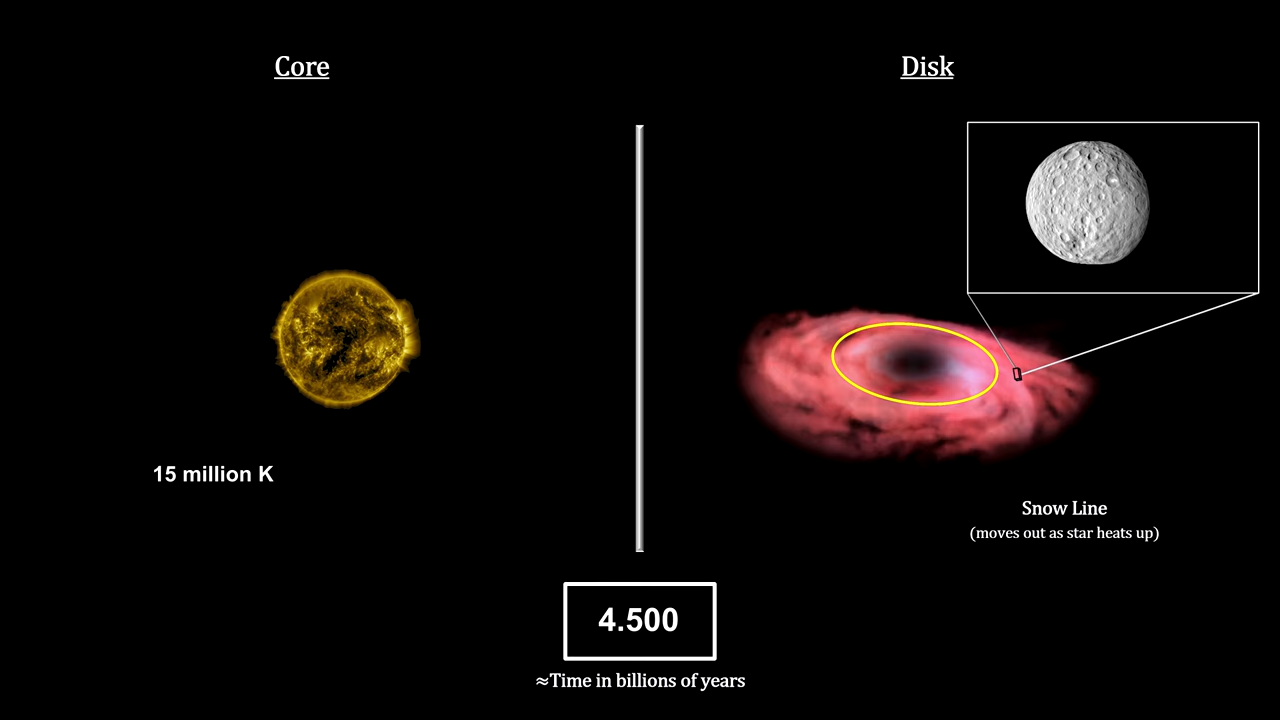 Core
Disk
15 million K
Snow Line
(moves out as star heats up)
4.500
≈Time in billions of years